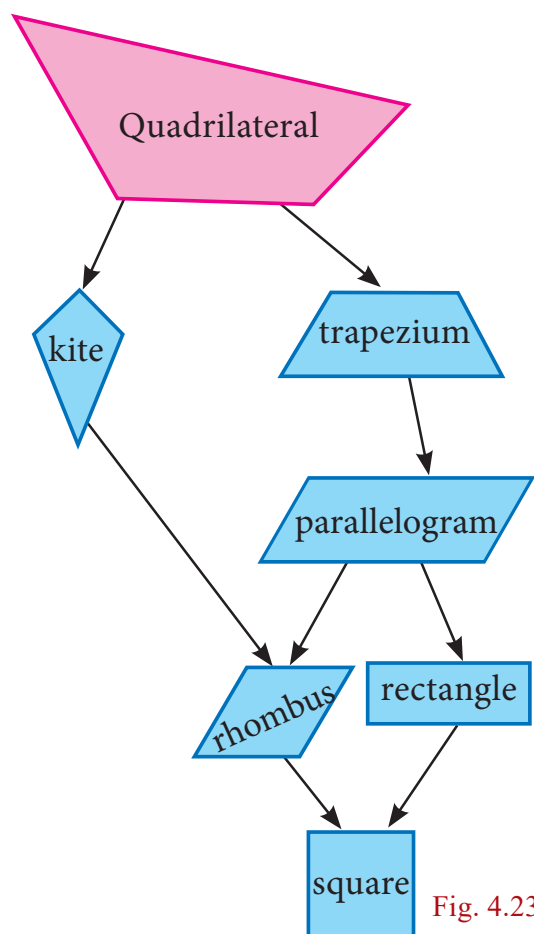 Quadrilateral
kite
trapezium
parallelogram
rhombus
rectangle
square
Fig. 4.23